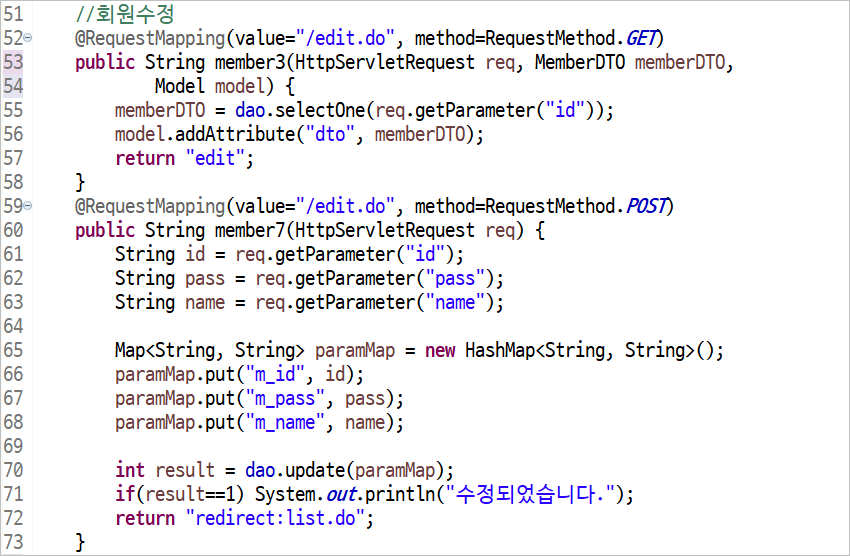 51 //회원수정
52 @RequestMapping(value="/edit.do", method=RequestMethod.GET)
53 public String member3(HttpServletRequest req, MemberDTO memberDTO,
54 Model model) {
55 memberDTO = dao.selectOne(req.getParameter("id"));
56 model.addAttribute("dto", memberDTO);
57 return "edit";
58 }
59 @RequestMapping(value="/edit.do", method=RequestMethod.POST)
60 public String member7(HttpServletRequest req) {
61 String id = req.getParameter("id");
62 String pass = req.getParameter("pass");
63 String name = req.getParameter("name");
64
65 Map<String, String> paramMap = new HashMap<String, String>();
66 paramMap.put("m_id", id);
67 paramMap.put("m_pass", pass);
68 paramMap.put("m_name", name);
69
70 int result = dao.update(paramMap);
71 if(result==1) System.out.println("수정되었습니다.");
72 return "redirect:list.do";
73 }